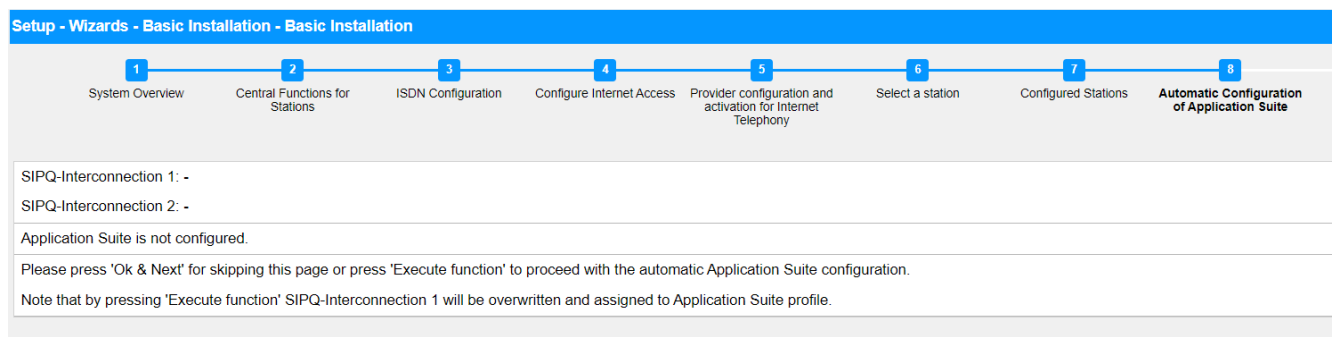 Setup - Wizards - Basic Installation - Basic Installation
1 2 3 4 5 6 7 8
System Overview
Central Functions for
Stations
ISDN Configuration
Configure Internet Access
Provider configuration and
activation for Internet
Telephony
Select a station
Configured Stations
Automatic Configuration
of Application Suite
SIPQ-Interconnection 1: -
SIPQ-Interconnection 2: -
Application Suite is not configured.
Please press 'Ok & Next' for skipping this page or press 'Execute function' to proceed with the automatic Application Suite configuration.
Note that by pressing 'Execute function' SIPQ-Interconnection 1 will be overwritten and assigned to Application Suite profile.